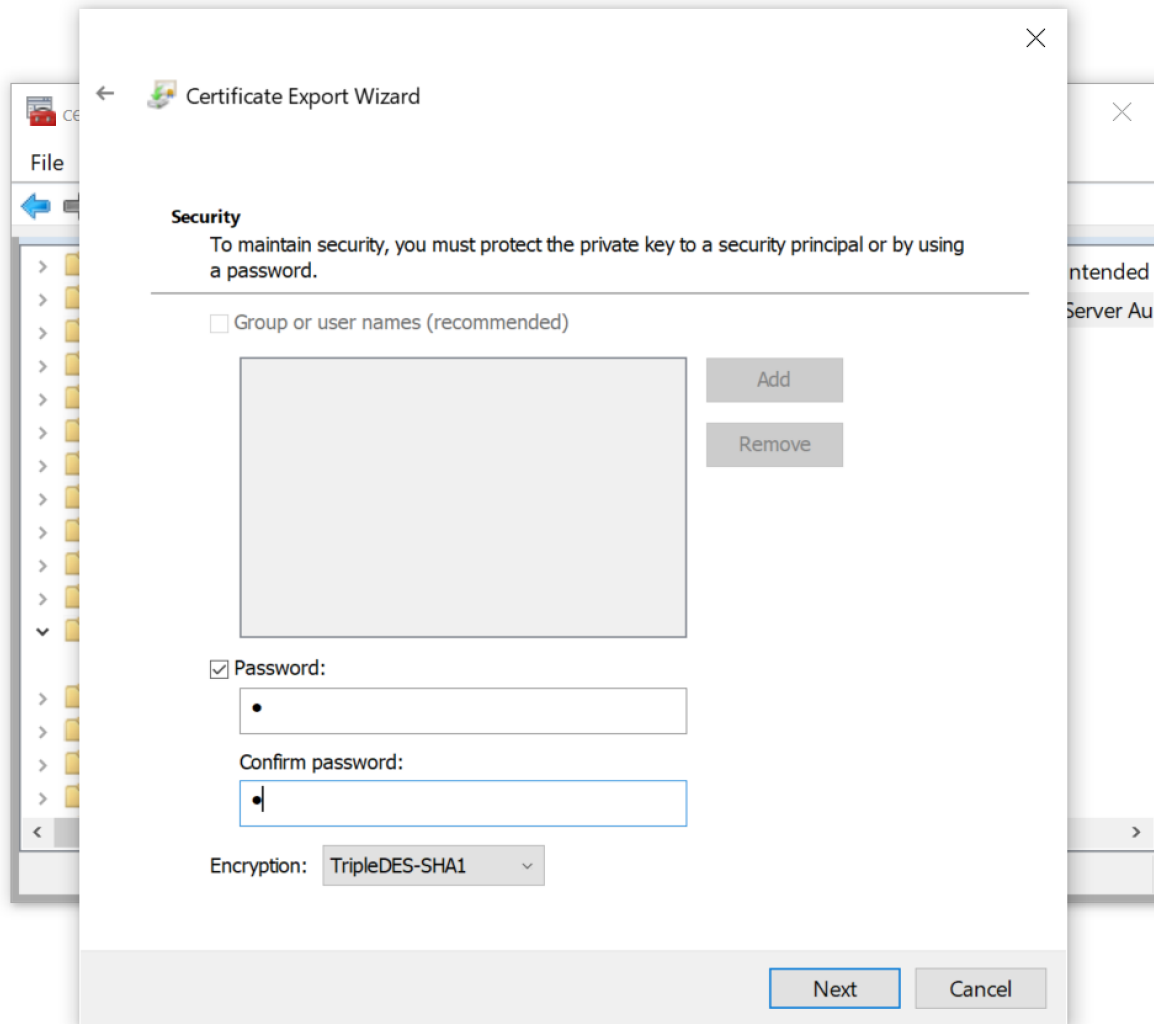 Certificate Export Wizard
File
Security
To maintain security, you must protect the private key to a security principal or by using
a password.
ntended
Server Au
Group or user names (recommended)
Add
Remove
Password:
Confirm password:
Encryption: TripleDES-SHA1
Next Cancel